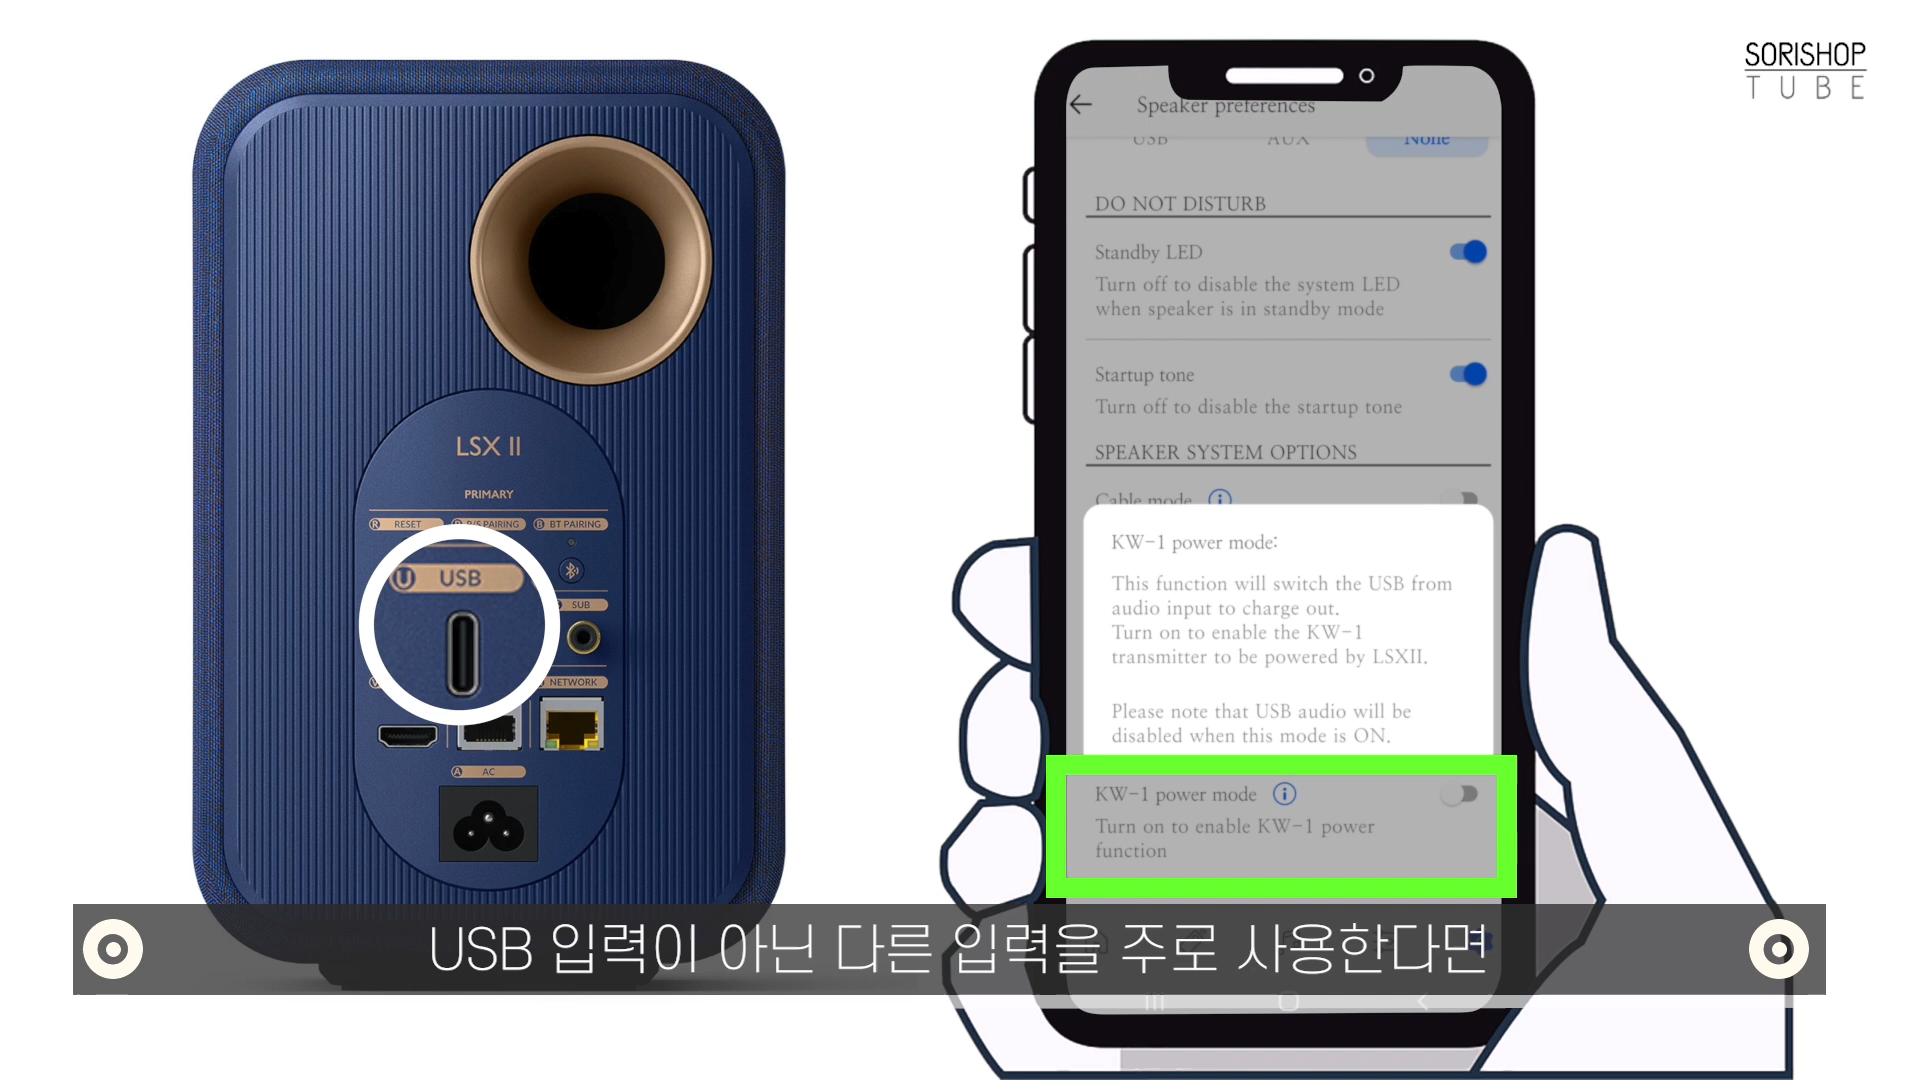 SORISHOP
TUBE
LSX II
PRIMARY
R RESET
P/S PAIRING
B BT PAIRING
U USB
SUB
NETWORK
A AC
Speaker preferences
USB AUX None
DO NOT DISTURB
Standby LED
Turn off to disable the system LED
when speaker is in standby mode
Startup tone
Turn off to disable the startup tone
SPEAKER SYSTEM OPTIONS
Cable mode
KW-1 power mode:
This function will switch the USB from
audio input to charge out.
Turn on to enable the KW-1
transmitter to be powered by LSXII.
Please note that USB audio will be
disabled when this mode is ON.
KW-1 power mode
Turn on to enable KW-1 power
function
USB 입력이 아닌 다른 입력을 주로 사용한다면